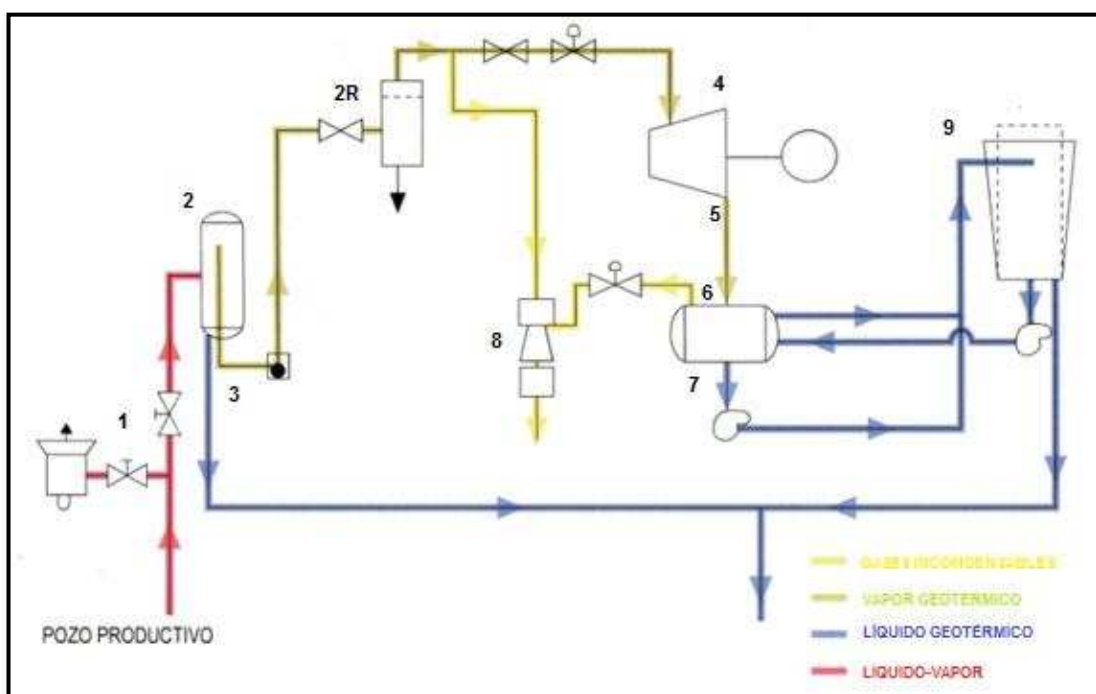 4
2R
9
2
5
6
8
3
7
1
POZO PRODUCTIVO
GASES INCONDENSABLES
VAPOR GEOTÉRMICO
LÍQUIDO GEOTÉRMICO
LIQUIDO-VAPOR